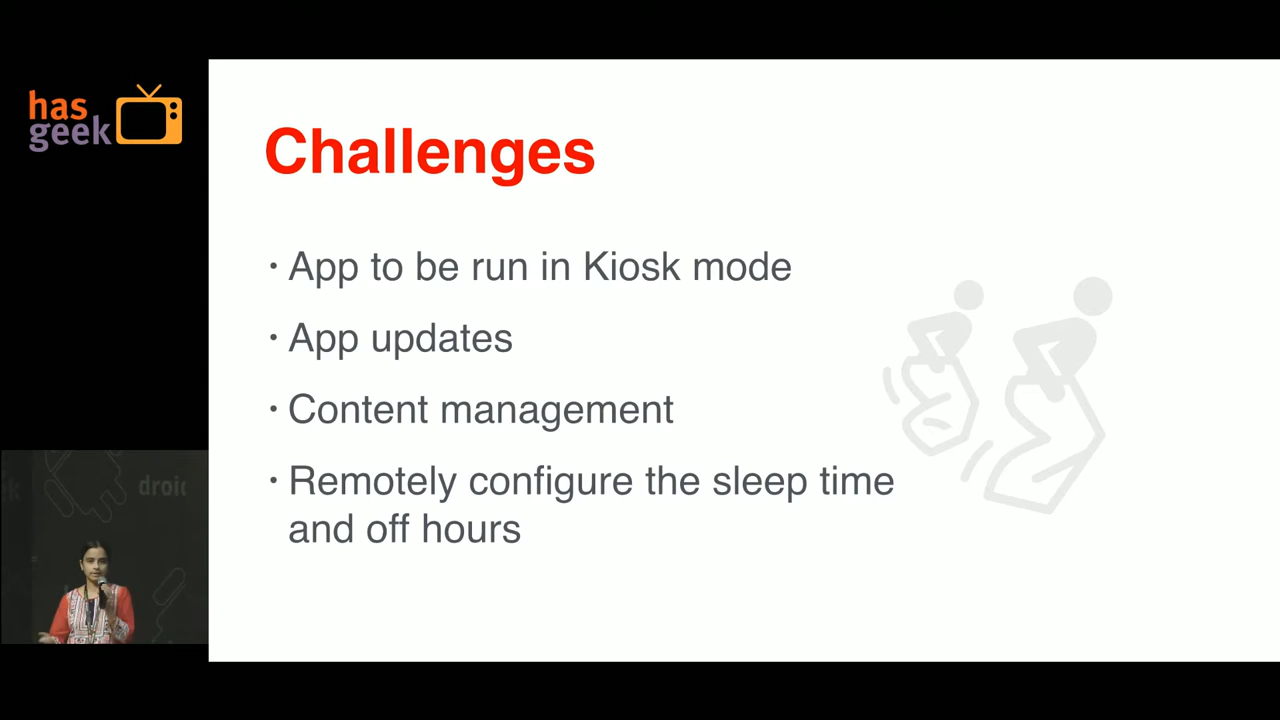 has
geek
Challenges
• App to be run in Kiosk mode
• App updates
• Content management
• Remotely configure the sleep time
and off hours